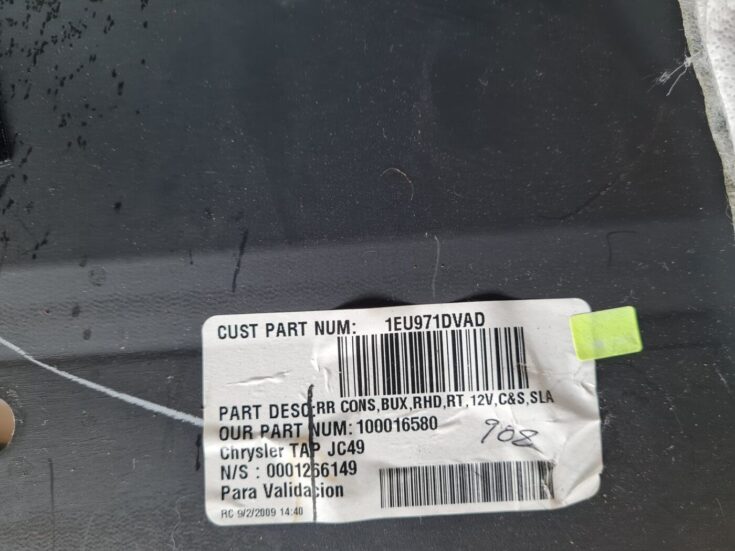 CUST PART NUM: 1EU971DVAD
PART DESC:RR CONS,BUX,RHD,RT,12V,C&S,SLA
OUR PART NUM: 100016580
908
Chrysler TAP JC49
N/S : 0001266149
Para Validacion
RC 9/2/2009 14:40